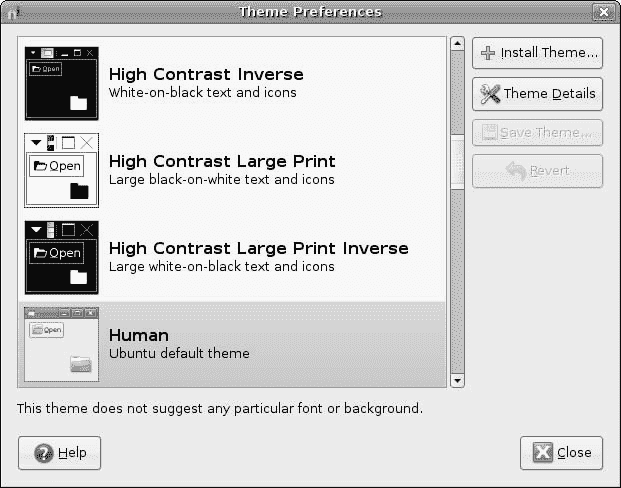 Theme Preferences
Open
High Contrast Inverse
White-on-black text and icons
Open
High Contrast Large Print
Large black-on-white text and icons
Open
High Contrast Large Print Inverse
Large white-on-black text and icons
Open
Human
Ubuntu default theme
Install Theme...
Theme Details
Save Theme...
Revert
This theme does not suggest any particular font or background.
Help
Close